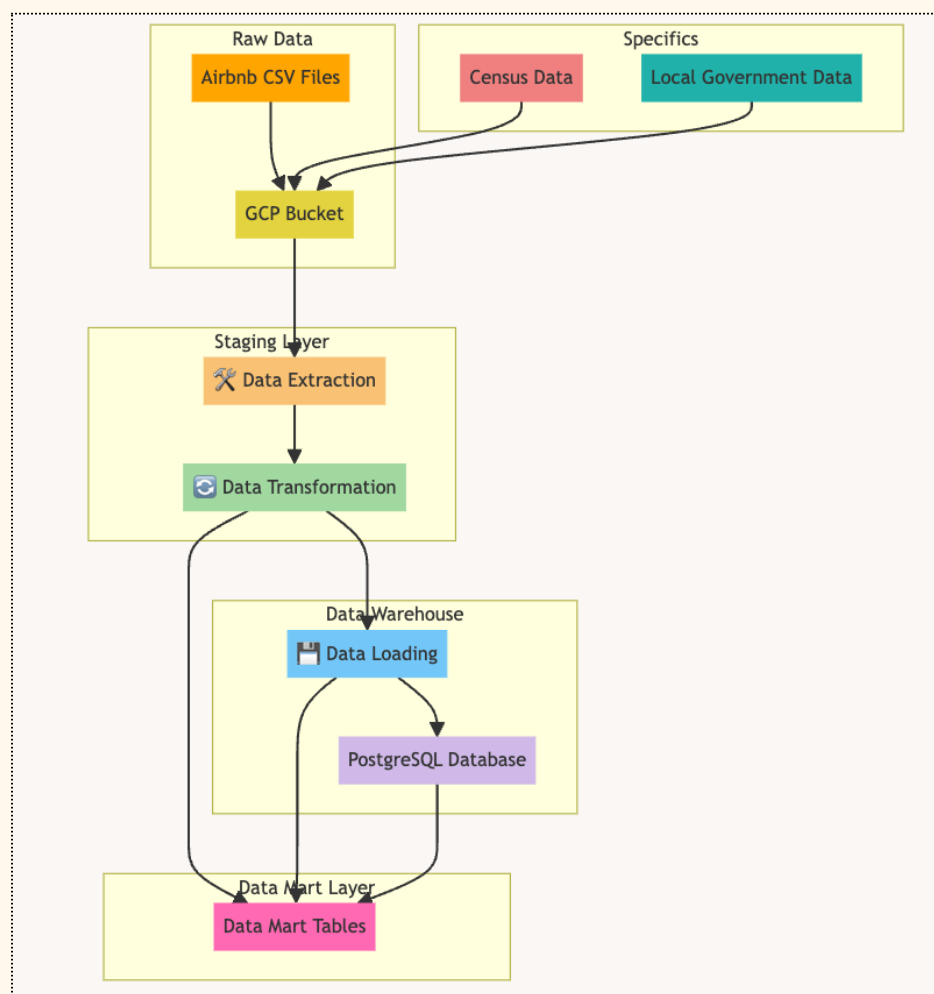 Raw Data
Specifics
Airbnb CSV Files
Census Data
Local Government Data
GCP Bucket
Staging Layer
🛠 Data Extraction
🔄 Data Transformation
Data Warehouse
💾 Data Loading
PostgreSQL Database
Data Mart Layer
Data Mart Tables